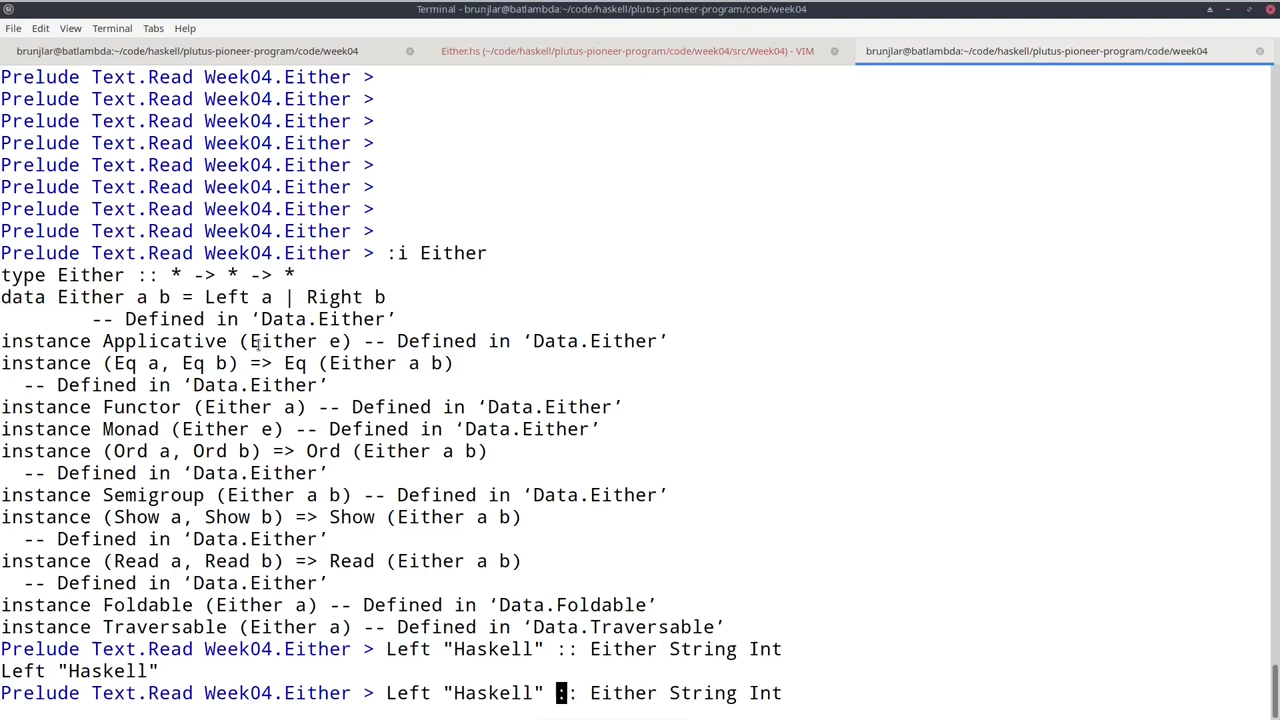 Terminal - brunjlar@batlambda:~/code/haskell/plutus-pioneer-program/code/week04
File Edit View Terminal Tabs Help
brunjlar@batlambda:~/code/haskell/plutus-pioneer-program/code/week04 Either.hs (~/code/haskell/plutus-pioneer-program/code/week04/src/Week04) - VIM brunjlar@batlambda:~/code/haskell/plutus-pioneer-program/code/week04
Prelude Text.Read Week04.Either >
Prelude Text.Read Week04.Either >
Prelude Text.Read Week04.Either >
Prelude Text.Read Week04.Either >
Prelude Text.Read Week04.Either >
Prelude Text.Read Week04.Either >
Prelude Text.Read Week04.Either >
Prelude Text.Read Week04.Either >
Prelude Text.Read Week04.Either > :i Either
type Either :: * -> * -> *
data Either a b = Left a | Right b
        -- Defined in ‘Data.Either’
instance Applicative (Either e) -- Defined in ‘Data.Either’
instance (Eq a, Eq b) => Eq (Either a b)
  -- Defined in ‘Data.Either’
instance Functor (Either a) -- Defined in ‘Data.Either’
instance Monad (Either e) -- Defined in ‘Data.Either’
instance (Ord a, Ord b) => Ord (Either a b)
  -- Defined in ‘Data.Either’
instance Semigroup (Either a b) -- Defined in ‘Data.Either’
instance (Show a, Show b) => Show (Either a b)
  -- Defined in ‘Data.Either’
instance (Read a, Read b) => Read (Either a b)
  -- Defined in ‘Data.Either’
instance Foldable (Either a) -- Defined in ‘Data.Foldable’
instance Traversable (Either a) -- Defined in ‘Data.Traversable’
Prelude Text.Read Week04.Either > Left "Haskell" :: Either String Int
Left "Haskell"
Prelude Text.Read Week04.Either > Left "Haskell" :: Either String Int